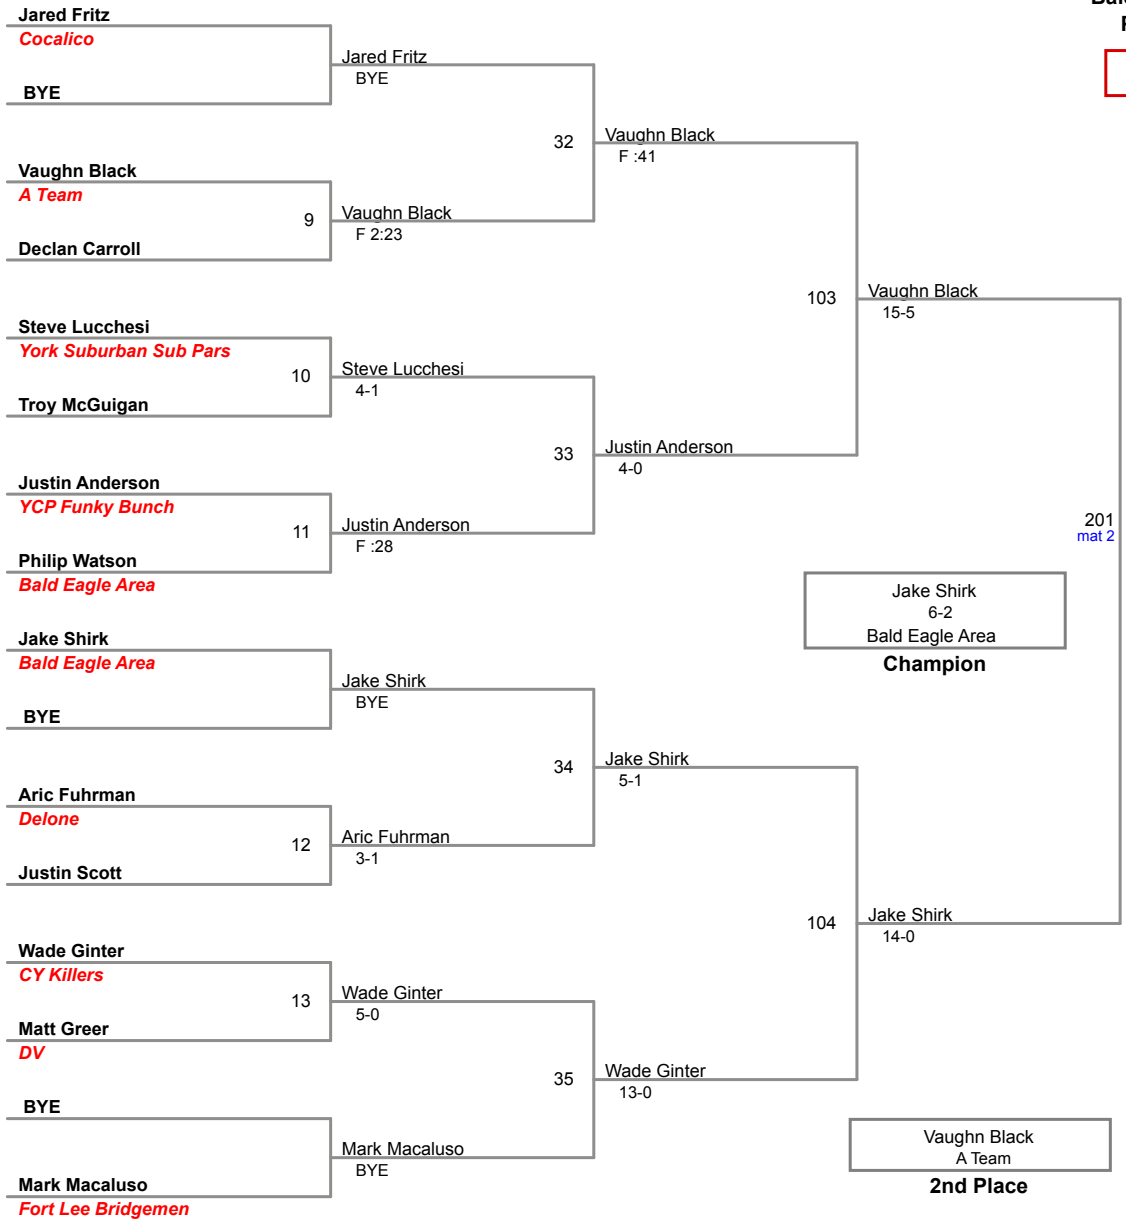 Jared Fritz
Cocalico
BYE
Vaughn Black
A Team
9
Declan Carroll
Steve Lucchesi
York Suburban Sub Pars
10
Troy McGuigan
Justin Anderson
YCP Funky Bunch
11
Philip Watson
Bald Eagle Area
Jake Shirk
Bald Eagle Area
BYE
Aric Fuhrman
Delone
12
Justin Scott
Wade Ginter
CY Killers
13
Matt Greer
DV
BYE
Mark Macaluso
Fort Lee Bridgemen
Jared Fritz
BYE
32
Vaughn Black
F 2:23
Steve Lucchesi
4-1
33
Justin Anderson
F :28
Jake Shirk
BYE
34
Aric Fuhrman
3-1
Wade Ginter
5-0
35
Mark Macaluso
BYE
Vaughn Black
F :41
103
Justin Anderson
4-0
Jake Shirk
5-1
104
Wade Ginter
13-0
Vaughn Black
15-5
201
mat 2
Jake Shirk
14-0
Jake Shirk
6-2
Bald Eagle Area
Champion
Vaughn Black
A Team
2nd Place